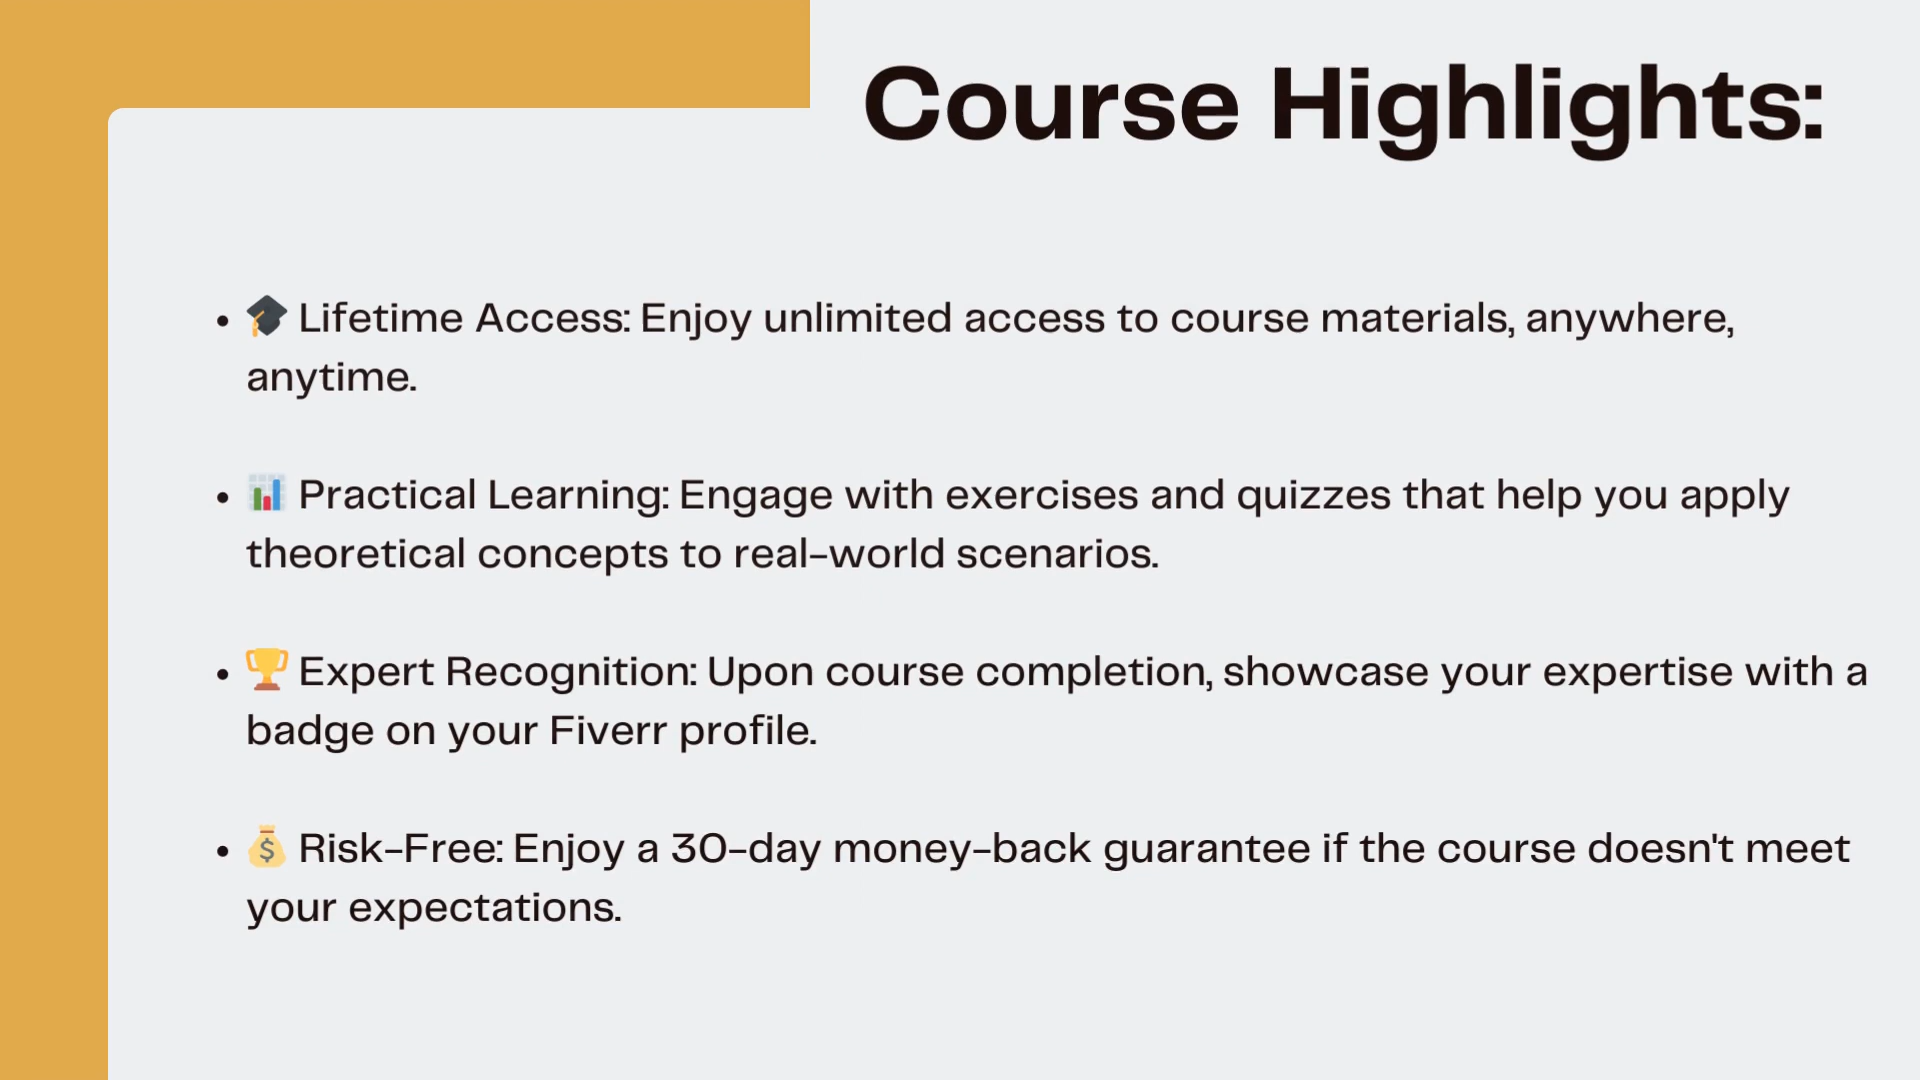 Course Highlights:
• 🎓 Lifetime Access: Enjoy unlimited access to course materials, anywhere,
anytime.
• 📊 Practical Learning: Engage with exercises and quizzes that help you apply
theoretical concepts to real-world scenarios.
• 🏆 Expert Recognition: Upon course completion, showcase your expertise with a
badge on your Fiverr profile.
• 💰 Risk-Free: Enjoy a 30-day money-back guarantee if the course doesn't meet
your expectations.